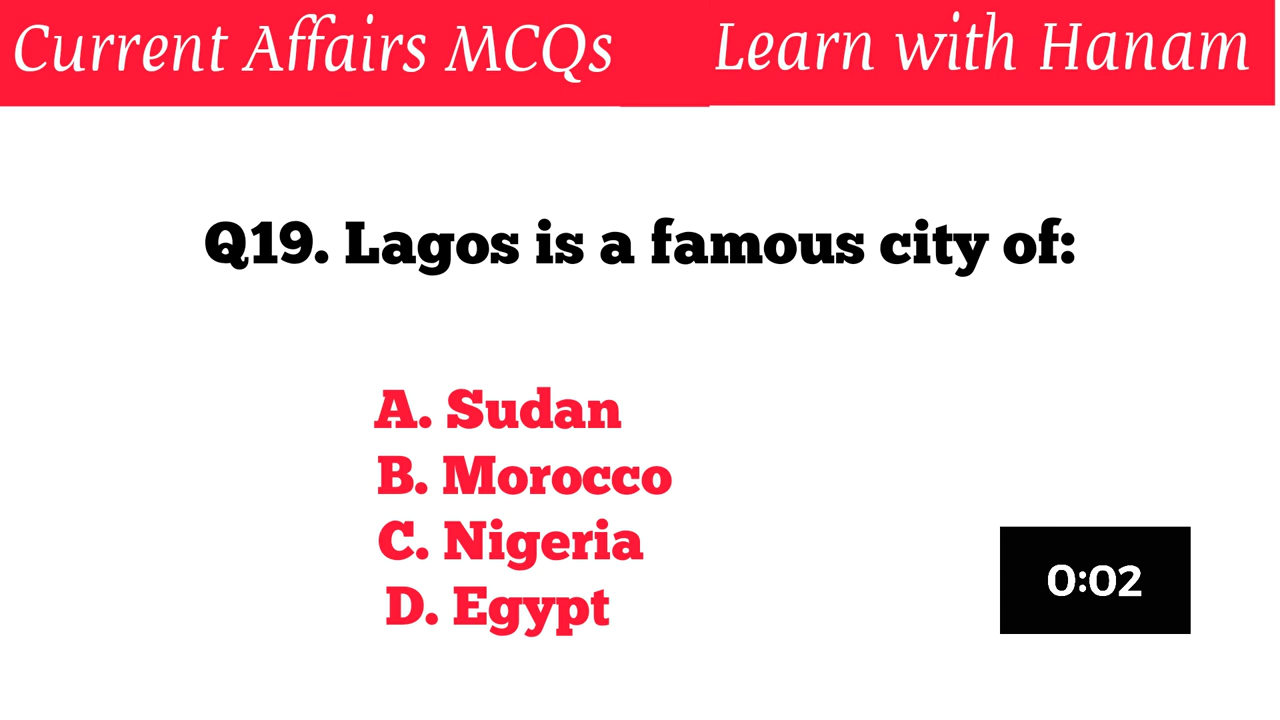 Current Affairs MCQs
Learn with Hanam
Q19. Lagos is a famous city of:
A. Sudan
B. Morocco
C. Nigeria
D. Egypt
0:02